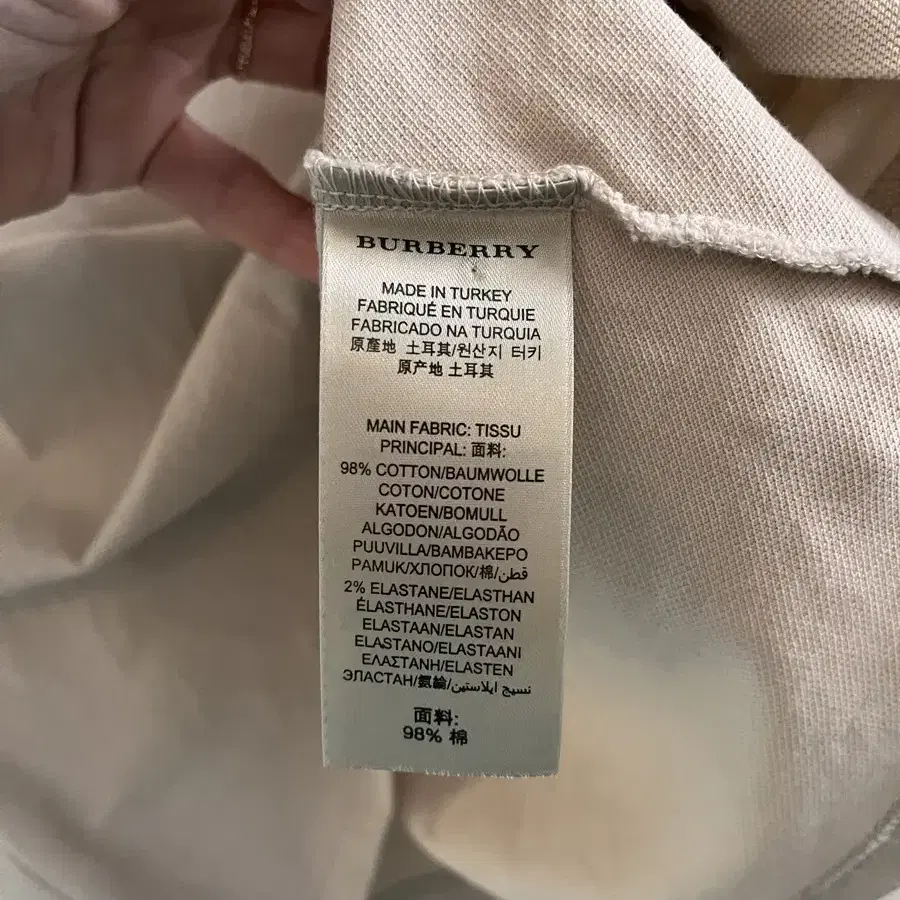 BURBERRY
MADE IN TURKEY
FABRIQUÉ EN TURQUIE
FABRICADO NA TURQUIA
原產地 土耳其/원산지 터키
原产地 土耳其
MAIN FABRIC: TISSU
PRINCIPAL: 面料:
98% COTTON/BAUMWOLLE
COTON/COTONE
KATOEN/BOMULL
ALGODON/ALGODÃO
PUUVILLA/ΒΑΜΒΑΚΕΡΟ
PAMUK/ХЛОПОК/棉/قطن
2% ELASTANE/ELASTHAN
ÉLASTHANE/ELASTON
ELASTAAN/ELASTAN
ELASTANO/ELASTAANI
ΕΛΑΣΤΑΝΗ/ELASTEN
ЭЛАСТАН/氨綸/نسيج ايلاستين
面料:
98% 棉